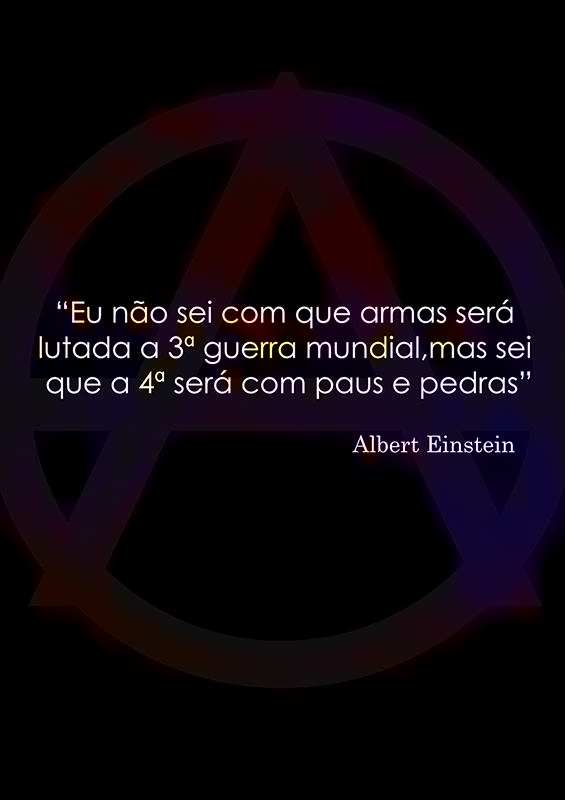 “Eu não sei com que armas será
lutada a 3ª guerra mundial,mas sei
que a 4ª será com paus e pedras”
Albert Einstein